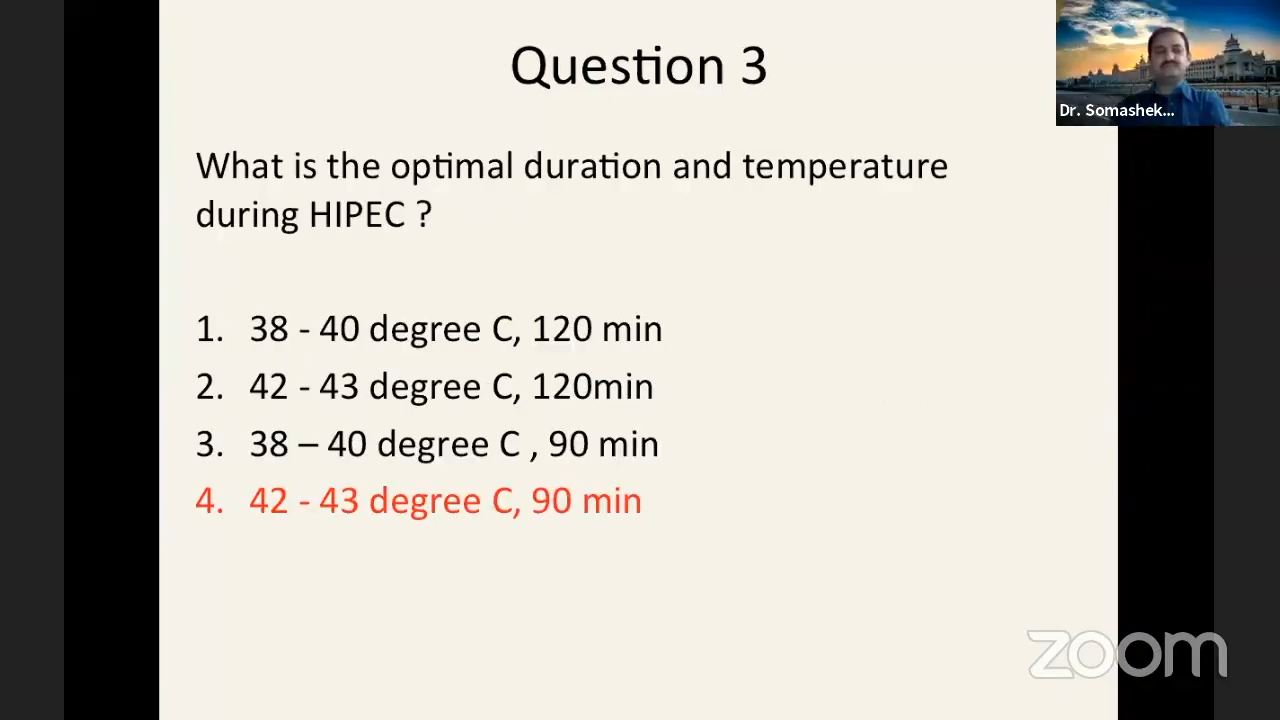 Question 3
Dr. Somashek...
What is the optimal duration and temperature
during HIPEC ?
1. 38 - 40 degree C, 120 min
2. 42 - 43 degree C, 120min
3. 38 – 40 degree C , 90 min
4. 42 - 43 degree C, 90 min
zoom